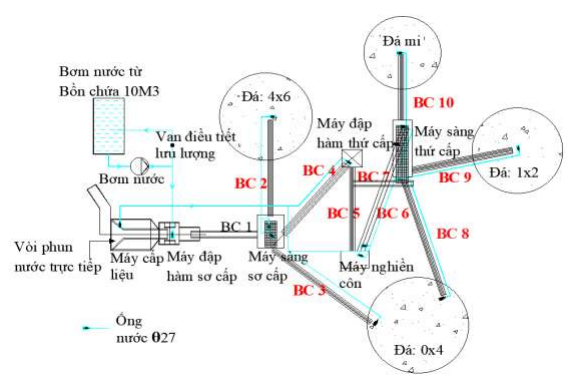 Đá mi
Bơm nước từ
Bồn chứa 10M3
Đá: 4x6
BC 10
Van điều tiết
lưu lượng
Máy đập
hàm thứ cấp
Máy sàng
thứ cấp
Bơm nước
BC 2
BC 4
BC 7
BC 9
Đá: 1x2
BC 1
BC 5
BC 6
BC 8
Vòi phun
nước trực tiếp
Máy cấp
liệu
Máy đập
hàm sơ cấp
Máy sàng
sơ cấp
Máy nghiền
côn
BC 3
Ống
nước θ27
Đá: 0x4